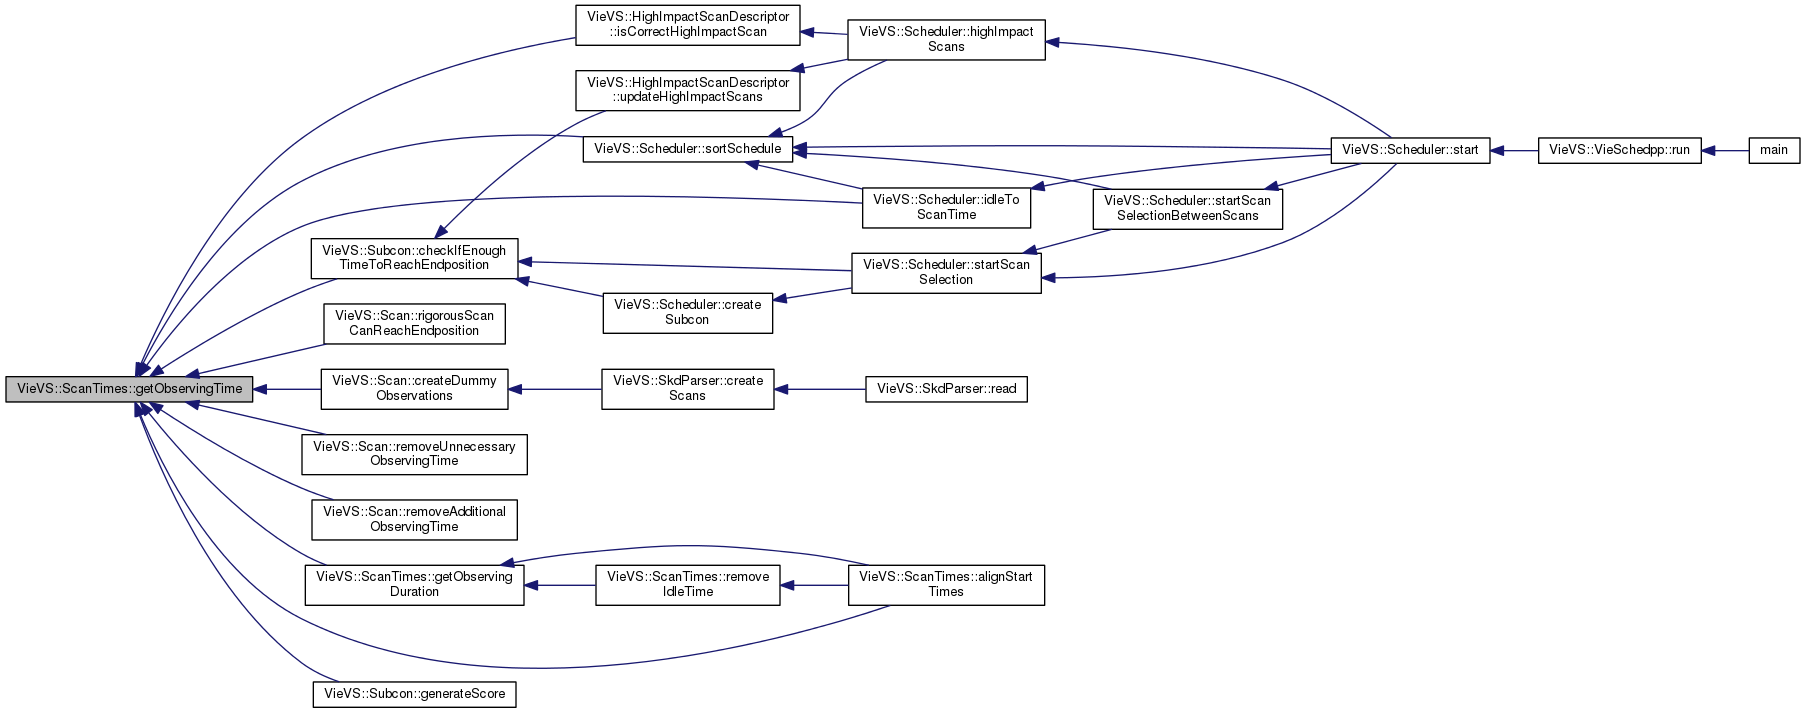 VieVS::HighImpactScanDescriptor
::isCorrectHighImpactScan
VieVS::Scheduler::highImpact
Scans
VieVS::HighImpactScanDescriptor
::updateHighImpactScans
VieVS::Scheduler::sortSchedule
VieVS::Scheduler::start
VieVS::VieSchedpp::run
main
VieVS::Scheduler::idleTo
ScanTime
VieVS::Scheduler::startScan
SelectionBetweenScans
VieVS::Subcon::checkIfEnough
TimeToReachEndposition
VieVS::Scheduler::startScan
Selection
VieVS::Scheduler::create
Subcon
VieVS::Scan::rigorousScan
CanReachEndposition
VieVS::ScanTimes::getObservingTime
VieVS::Scan::createDummy
Observations
VieVS::SkdParser::create
Scans
VieVS::SkdParser::read
VieVS::Scan::removeUnnecessary
ObservingTime
VieVS::Scan::removeAdditional
ObservingTime
VieVS::ScanTimes::getObserving
Duration
VieVS::ScanTimes::remove
IdleTime
VieVS::ScanTimes::alignStart
Times
VieVS::Subcon::generateScore